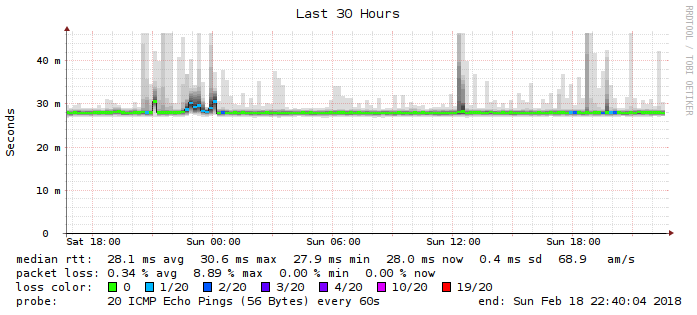 Last 30 Hours
RRDTOOL / TOBI OETIKER
Seconds
40 m
30 m
20 m
10 m
0
Sat 18:00 Sun 00:00 Sun 06:00 Sun 12:00 Sun 18:00
median rtt: 28.1 ms avg 30.6 ms max 27.9 ms min 28.0 ms now 0.4 ms sd 68.9 am/s
packet loss: 0.34 % avg 8.89 % max 0.00 % min 0.00 % now
loss color: 0 1/20 2/20 3/20 4/20 10/20 19/20
probe: 20 ICMP Echo Pings (56 Bytes) every 60s end: Sun Feb 18 22:40:04 2018